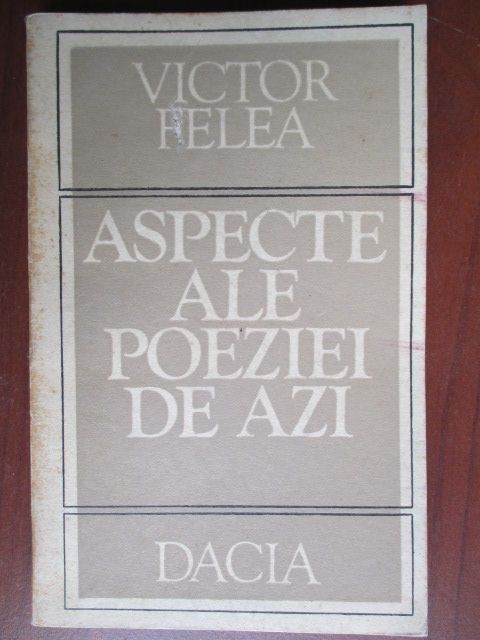 VICTOR
FELEA
ASPECTE
ALE
POEZIEI
DE AZI
DACIA